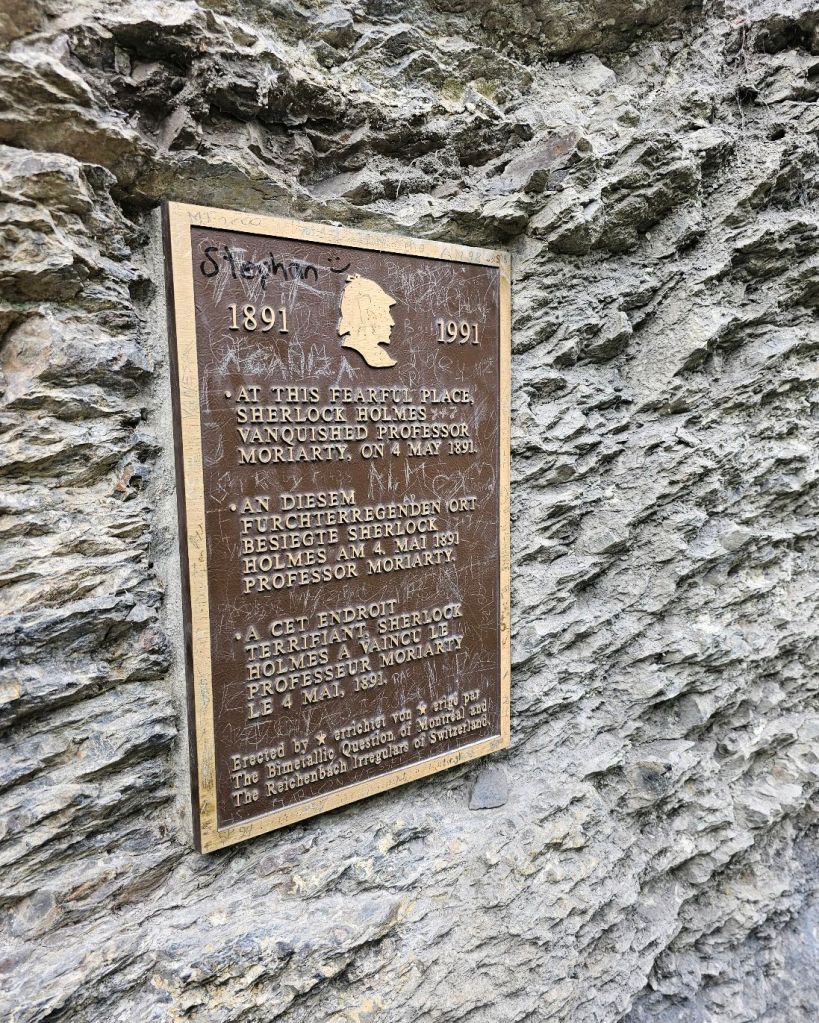 Stephan
1891 1991
• AT THIS FEARFUL PLACE,
SHERLOCK HOLMES
VANQUISHED PROFESSOR
MORIARTY, ON 4 MAY 1891.
• AN DIESEM
FURCHTERREGENDEN ORT
BESIEGTE SHERLOCK
HOLMES AM 4. MAI 1891
PROFESSOR MORIARTY.
• A CET ENDROIT
TERRIFIANT, SHERLOCK
HOLMES A VAINCU LE
PROFESSEUR MORIARTY
LE 4 MAI, 1891.
Erected by ★ errichtet von ★ erigé par
The Bimetallic Question of Montréal and
The Reichenbach Irregulars of Switzerland.